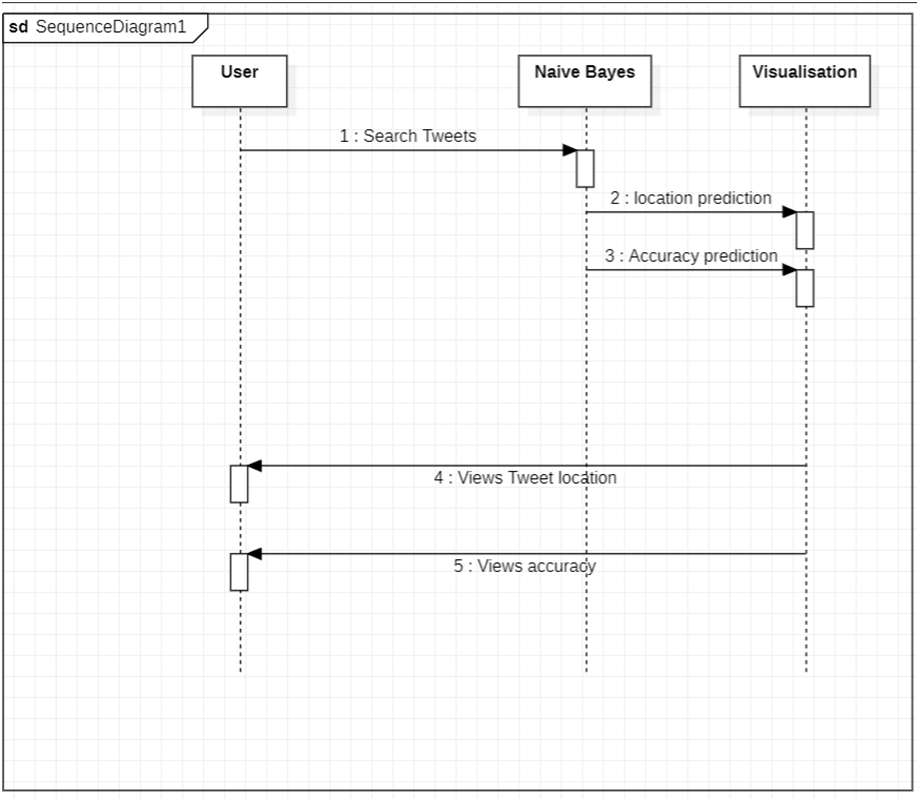 sd SequenceDiagram1
User
Naive Bayes
Visualisation
1 : Search Tweets
2 : location prediction
3 : Accuracy prediction
4 : Views Tweet location
5 : Views accuracy